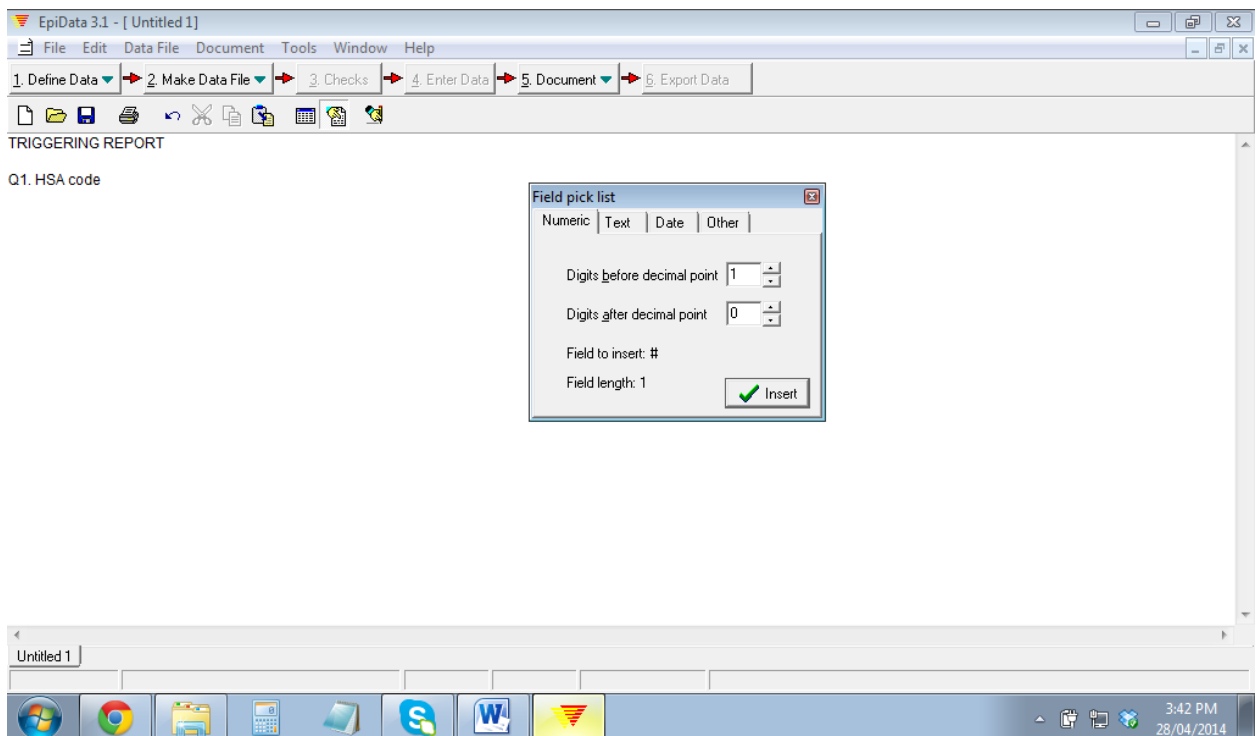 EpiData 3.1 - [ Untitled 1]
File Edit Data File Document Tools Window Help
1. Define Data 2. Make Data File 3. Checks 4. Enter Data 5. Document 6. Export Data
TRIGGERING REPORT
Q1. HSA code
Field pick list
Numeric Text Date Other
Digits before decimal point 1
Digits after decimal point 0
Field to insert: #
Field length: 1
Insert
Untitled 1
3:42 PM
28/04/2014